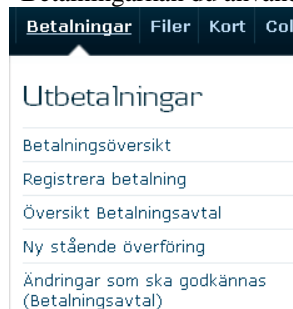 Betalningar Filer Kort
Utbetalningar
Betalningsöversikt
Registrera betalning
Översikt Betalningsavtal
Ny stående överföring
Ändringar som ska godkännas
(Betalningsavtal)